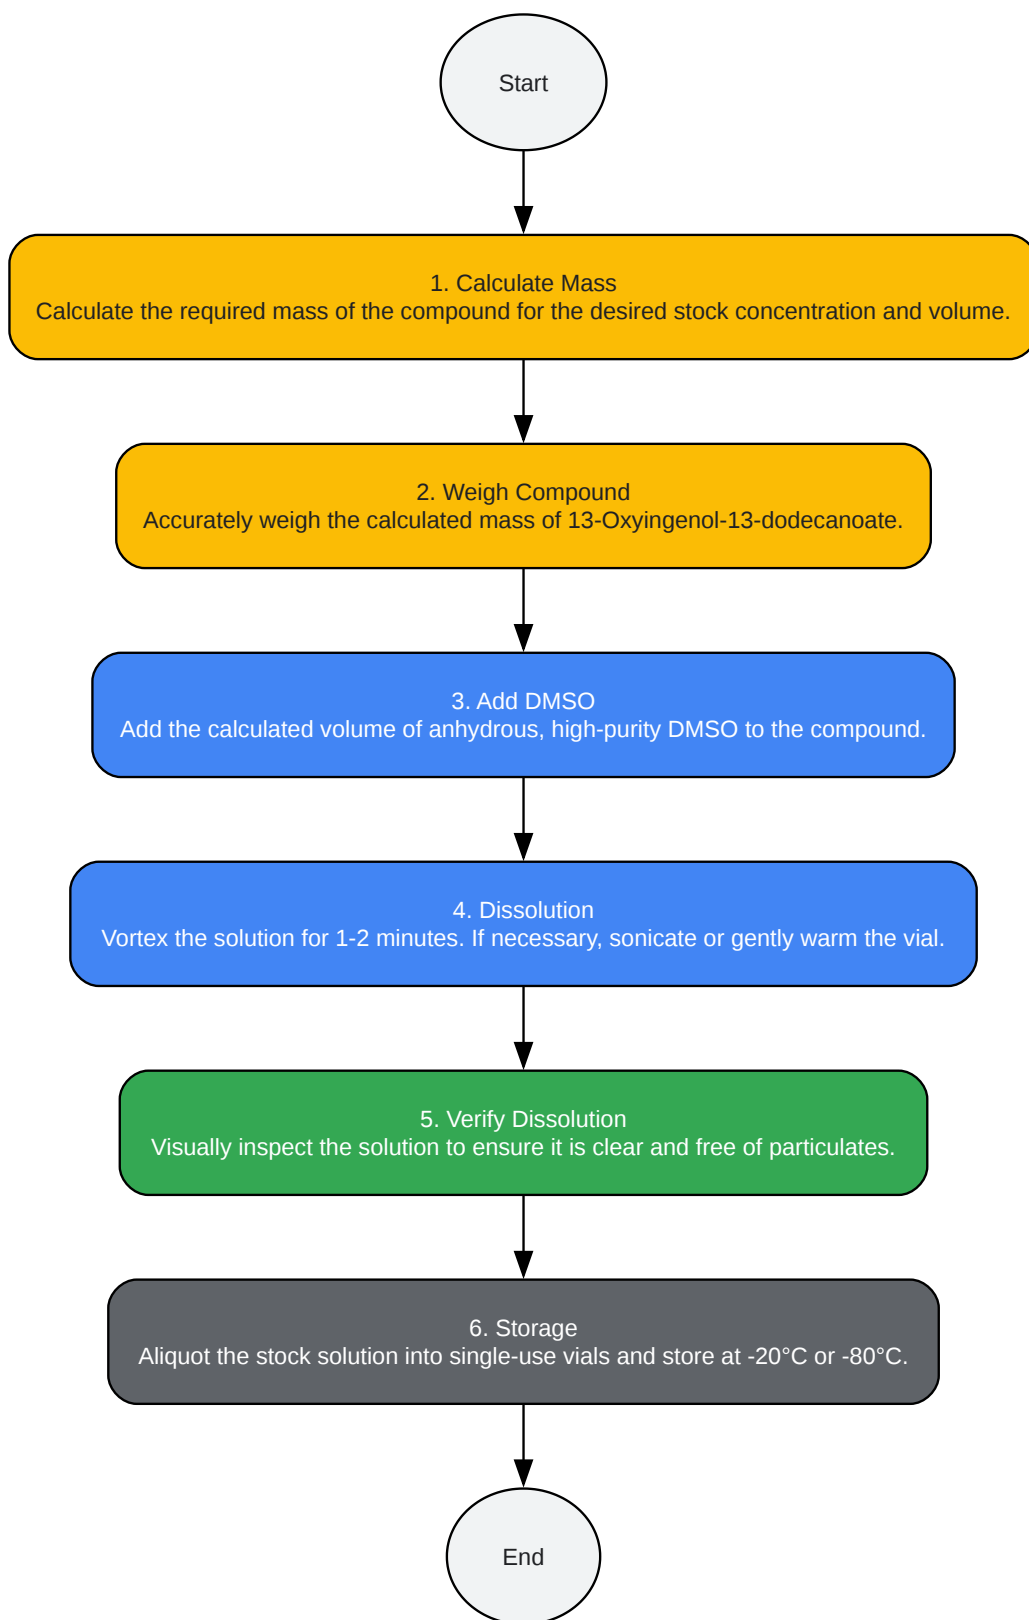 Start
1. Calculate Mass
Calculate the required mass of the compound for the desired stock concentration and volume.
2. Weigh Compound
Accurately weigh the calculated mass of 13-Oxyingenol-13-dodecanoate.
3. Add DMSO
Add the calculated volume of anhydrous, high-purity DMSO to the compound.
4. Dissolution
Vortex the solution for 1-2 minutes. If necessary, sonicate or gently warm the vial.
5. Verify Dissolution
Visually inspect the solution to ensure it is clear and free of particulates.
6. Storage
Aliquot the stock solution into single-use vials and store at -20°C or -80°C.
End